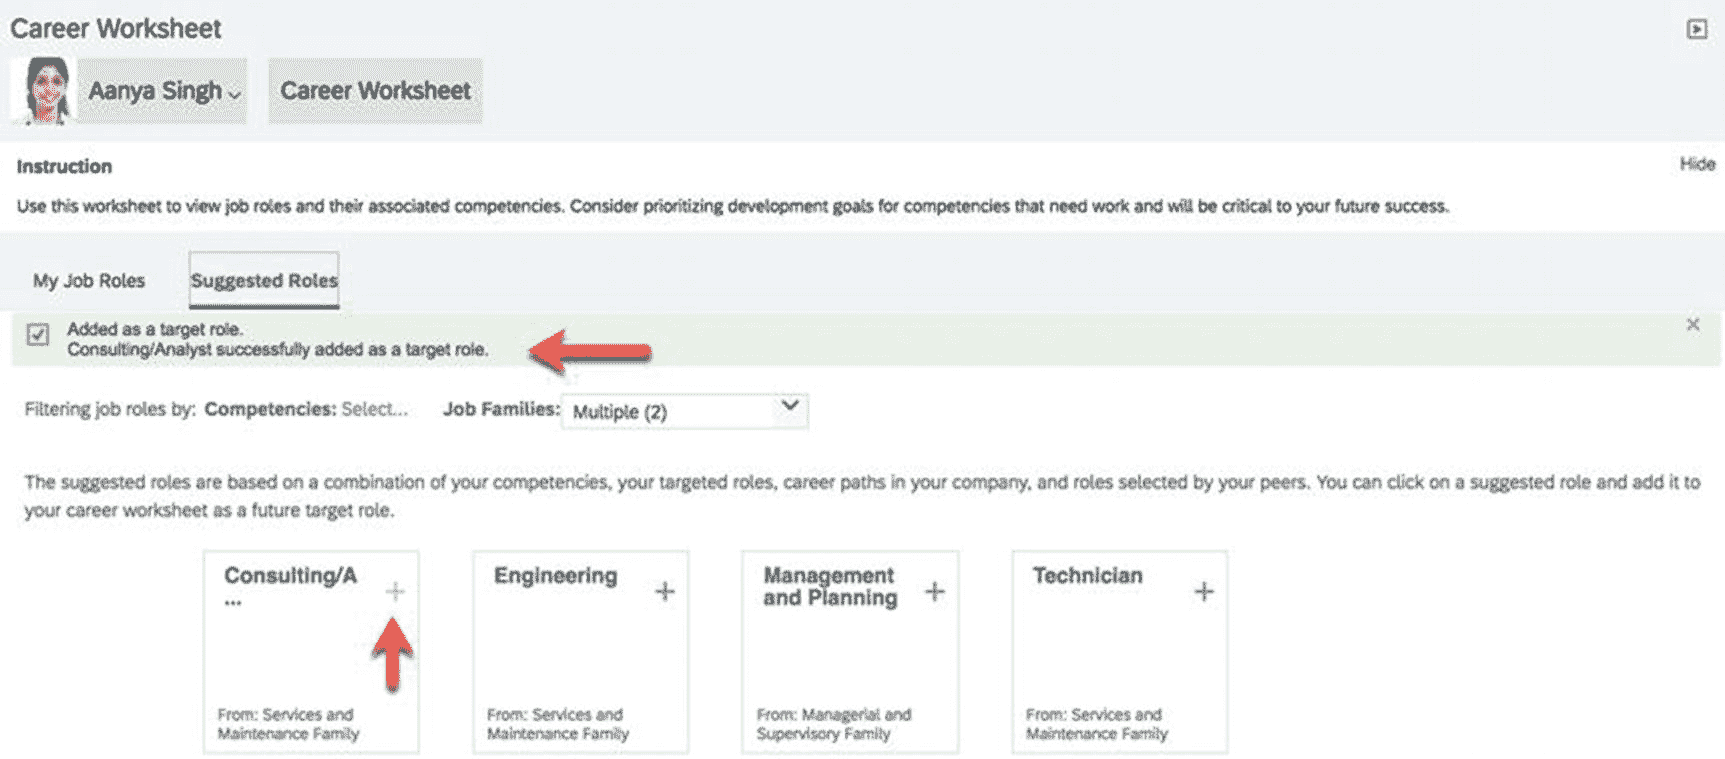 Career Worksheet
Aanya Singh
Career Worksheet
Instruction
Hide
Use this worksheet to view job roles and their associated competencies. Consider prioritizing development goals for competencies that need work and will be critical to your future success.
My Job Roles
Suggested Roles
Added as a target role.
Consulting/Analyst successfully added as a target role.
Filtering job roles by: Competencies: Select... Job Families: Multiple (2)
The suggested roles are based on a combination of your competencies, your targeted roles, career paths in your company, and roles selected by your peers. You can click on a suggested role and add it to
your career worksheet as a future target role.
Consulting/A
...
From: Services and
Maintenance Family
Engineering
From: Services and
Maintenance Family
Management
and Planning
From: Managerial and
Supervisory Family
Technician
From: Services and
Maintenance Family